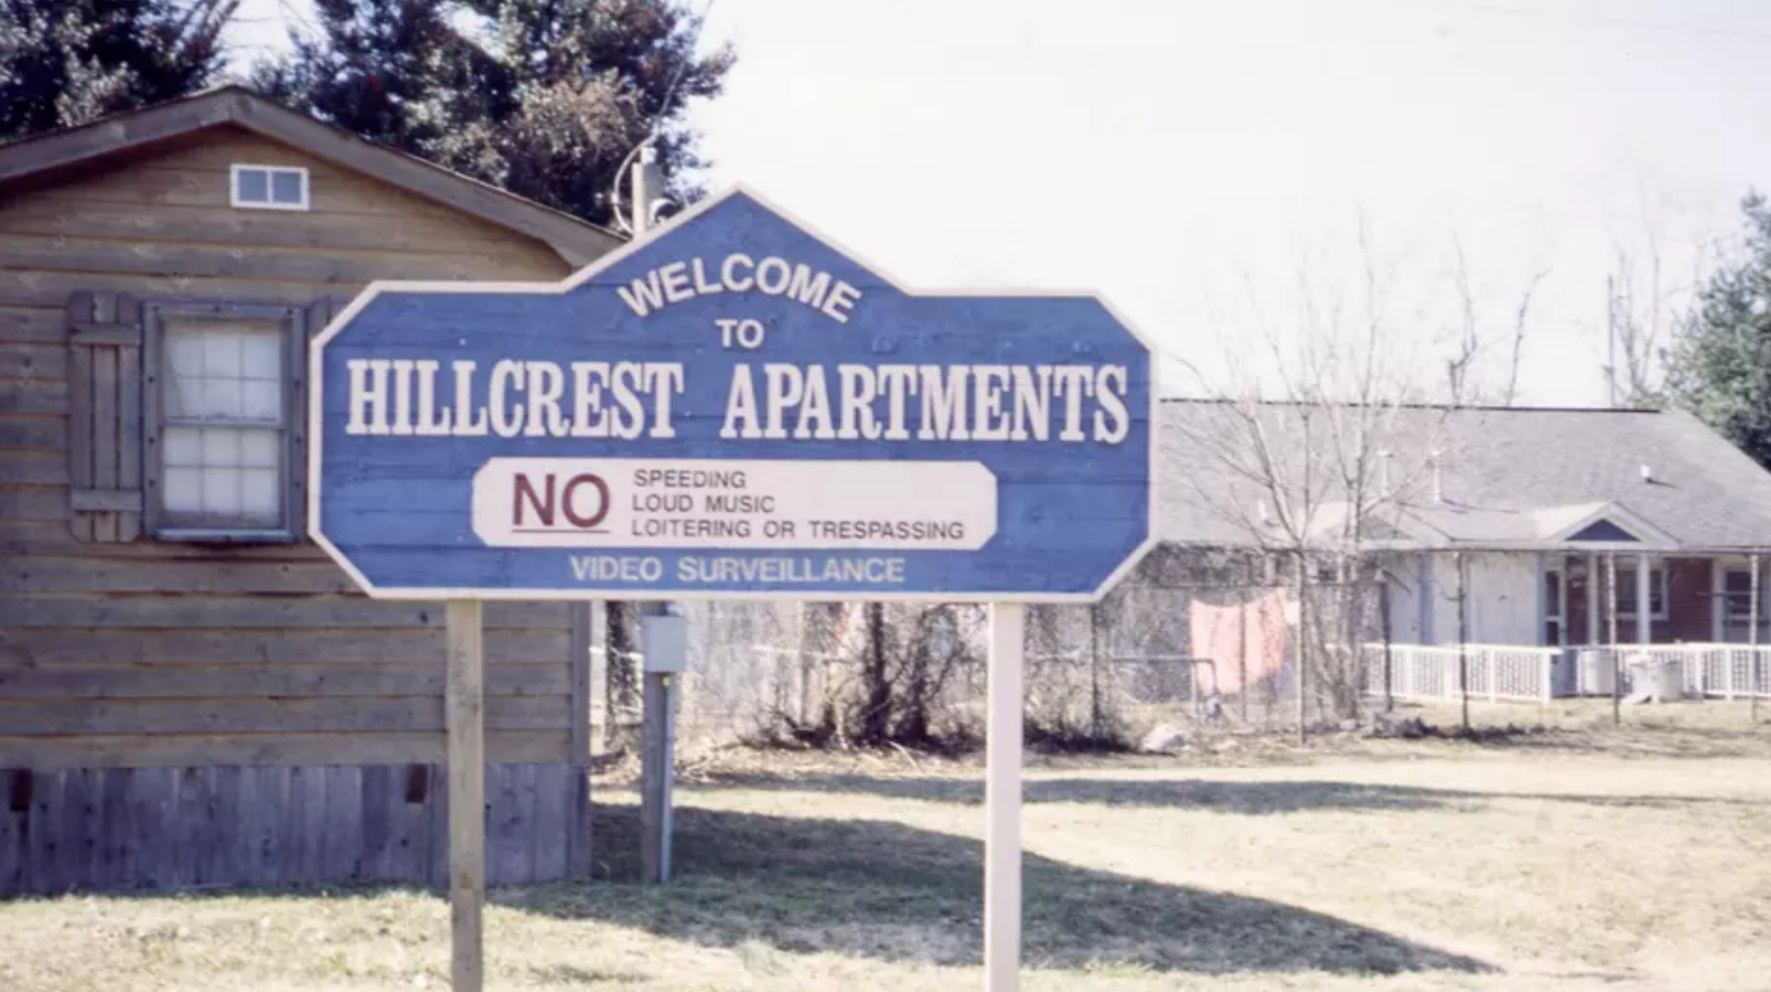 WELCOME
TO
HILLCREST APARTMENTS
NO
SPEEDING
LOUD MUSIC
LOITERING OR TRESPASSING
VIDEO SURVEILLANCE